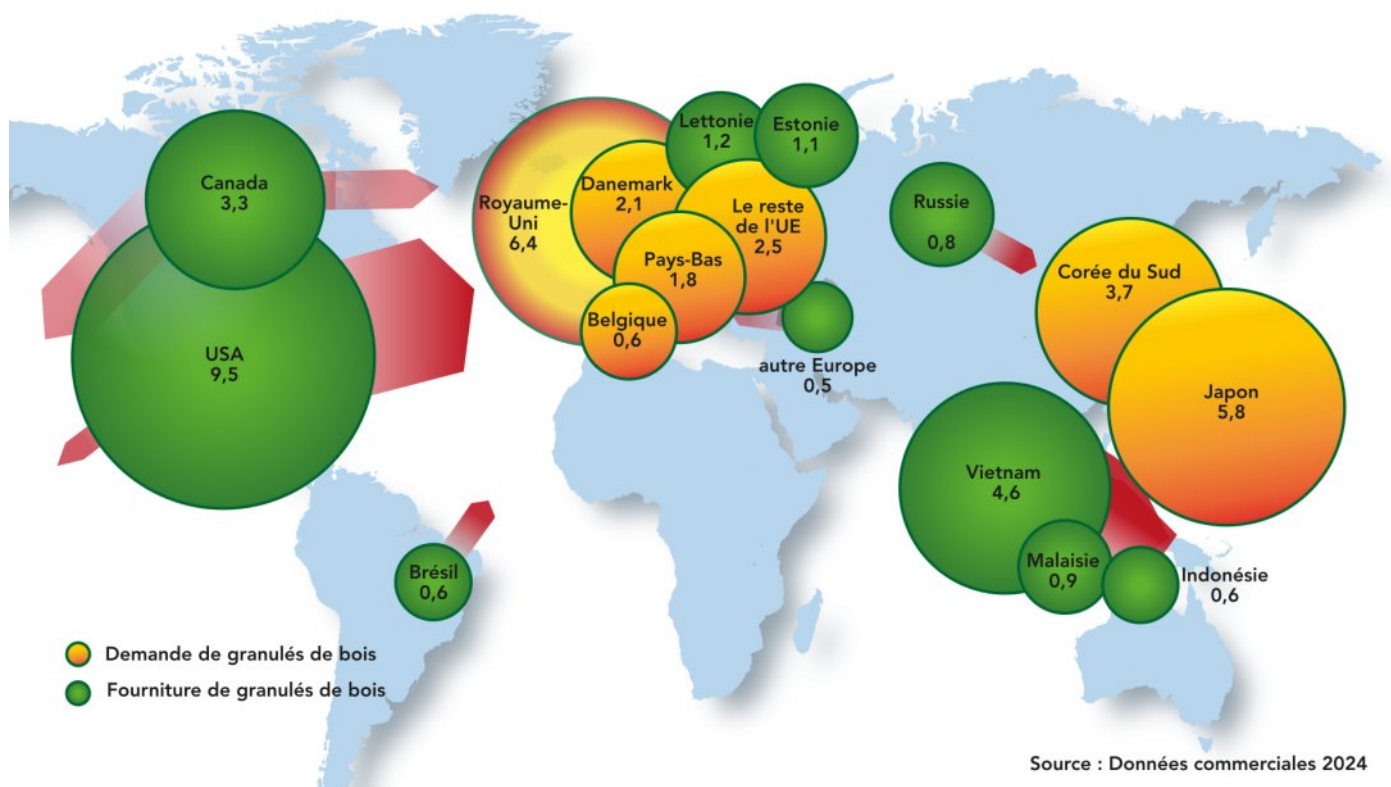 Canada
3,3
USA
9,5
Brésil
0,6
Royaume-
Uni
6,4
Danemark
2,1
Lettonie
1,2
Estonie
1,1
Le reste
de l'UE
2,5
Pays-Bas
1,8
Belgique
0,6
autre Europe
0,5
Russie
0,8
Corée du Sud
3,7
Japon
5,8
Vietnam
4,6
Malaisie
0,9
Indonésie
0,6
Demande de granulés de bois
Fourniture de granulés de bois
Source : Données commerciales 2024